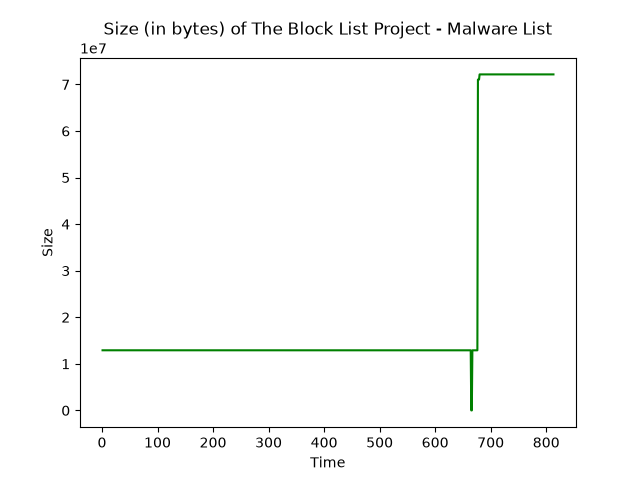 Size (in bytes) of The Block List Project - Malware List
1e7
7
6
5
4
3
2
1
0
Size
0 100 200 300 400 500 600 700 800
Time